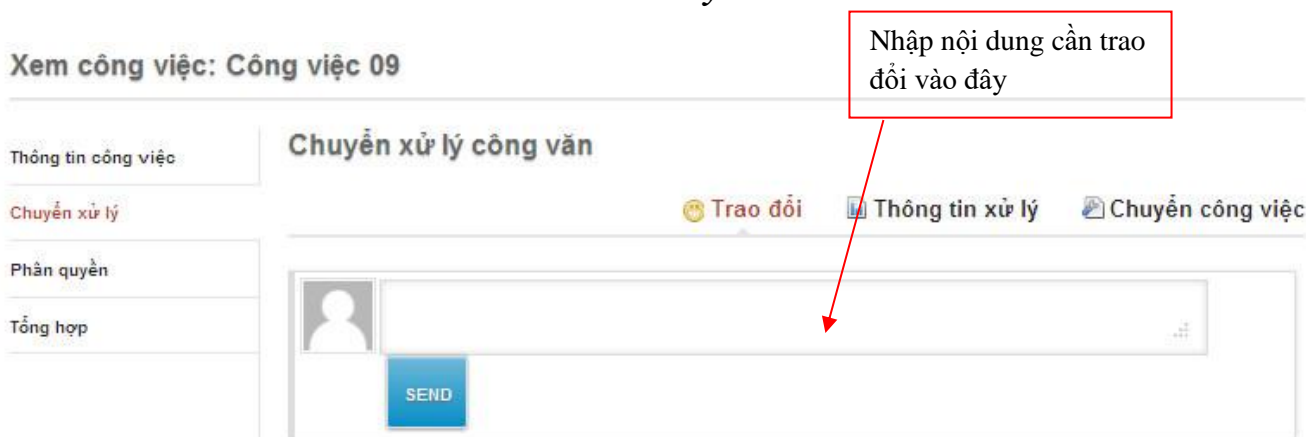 Nhập nội dung cần trao
đổi vào đây
Xem công việc: Công việc 09
Thông tin công việc
Chuyển xử lý
Phân quyền
Tổng hợp
Chuyển xử lý công văn
Trao đổi
Thông tin xử lý
Chuyển công việc
SEND